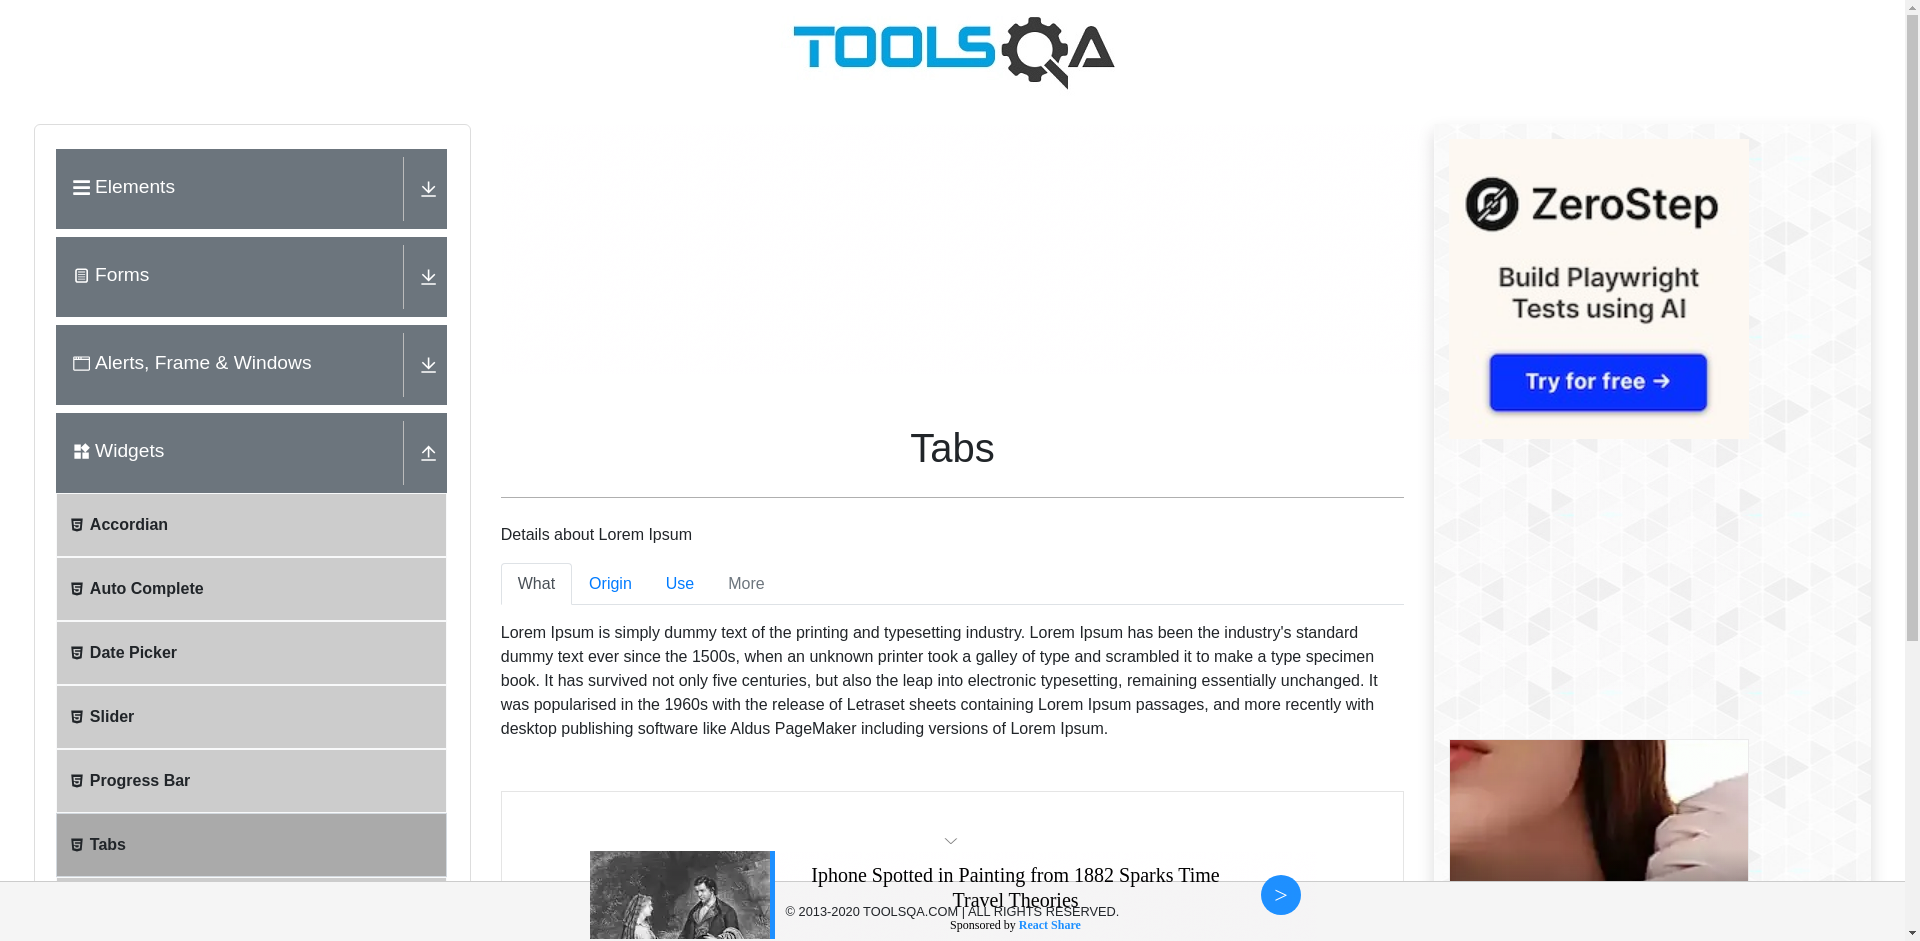 TOOLSQA
Elements
Forms
Alerts, Frame & Windows
Widgets
Accordian
Auto Complete
Date Picker
Slider
Progress Bar
Tabs
Tabs
Details about Lorem Ipsum
What Origin Use More
Lorem Ipsum is simply dummy text of the printing and typesetting industry. Lorem Ipsum has been the industry's standard
dummy text ever since the 1500s, when an unknown printer took a galley of type and scrambled it to make a type specimen
book. It has survived not only five centuries, but also the leap into electronic typesetting, remaining essentially unchanged. It
was popularised in the 1960s with the release of Letraset sheets containing Lorem Ipsum passages, and more recently with
desktop publishing software like Aldus PageMaker including versions of Lorem Ipsum.
ZeroStep
Build Playwright
Tests using AI
Try for free →
Iphone Spotted in Painting from 1882 Sparks Time
Travel Theories
>
© 2013-2020 TOOLSQA.COM | ALL RIGHTS RESERVED.
Sponsored by React Share